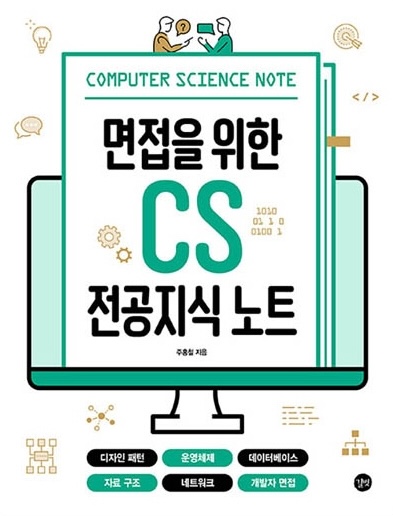 COMPUTER SCIENCE NOTE
</>
면접을 위한
CS
1010
01 1 0
0100 1
전공지식 노트
주홍철 지음
디자인 패턴
운영체제
데이터베이스
자료 구조
네트워크
개발자 면접
길벗